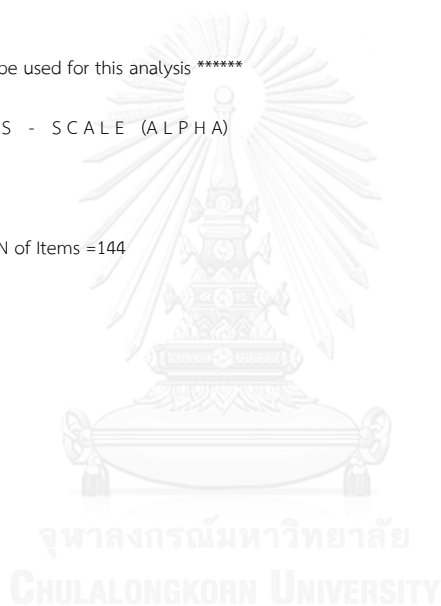 be used for this analysis ******
S - S C A L E (A L P H A)
N of Items =144
จุฬาลงกรณ์มหาวิทยาลัย
CHULALONGKORN UNIVERSITY